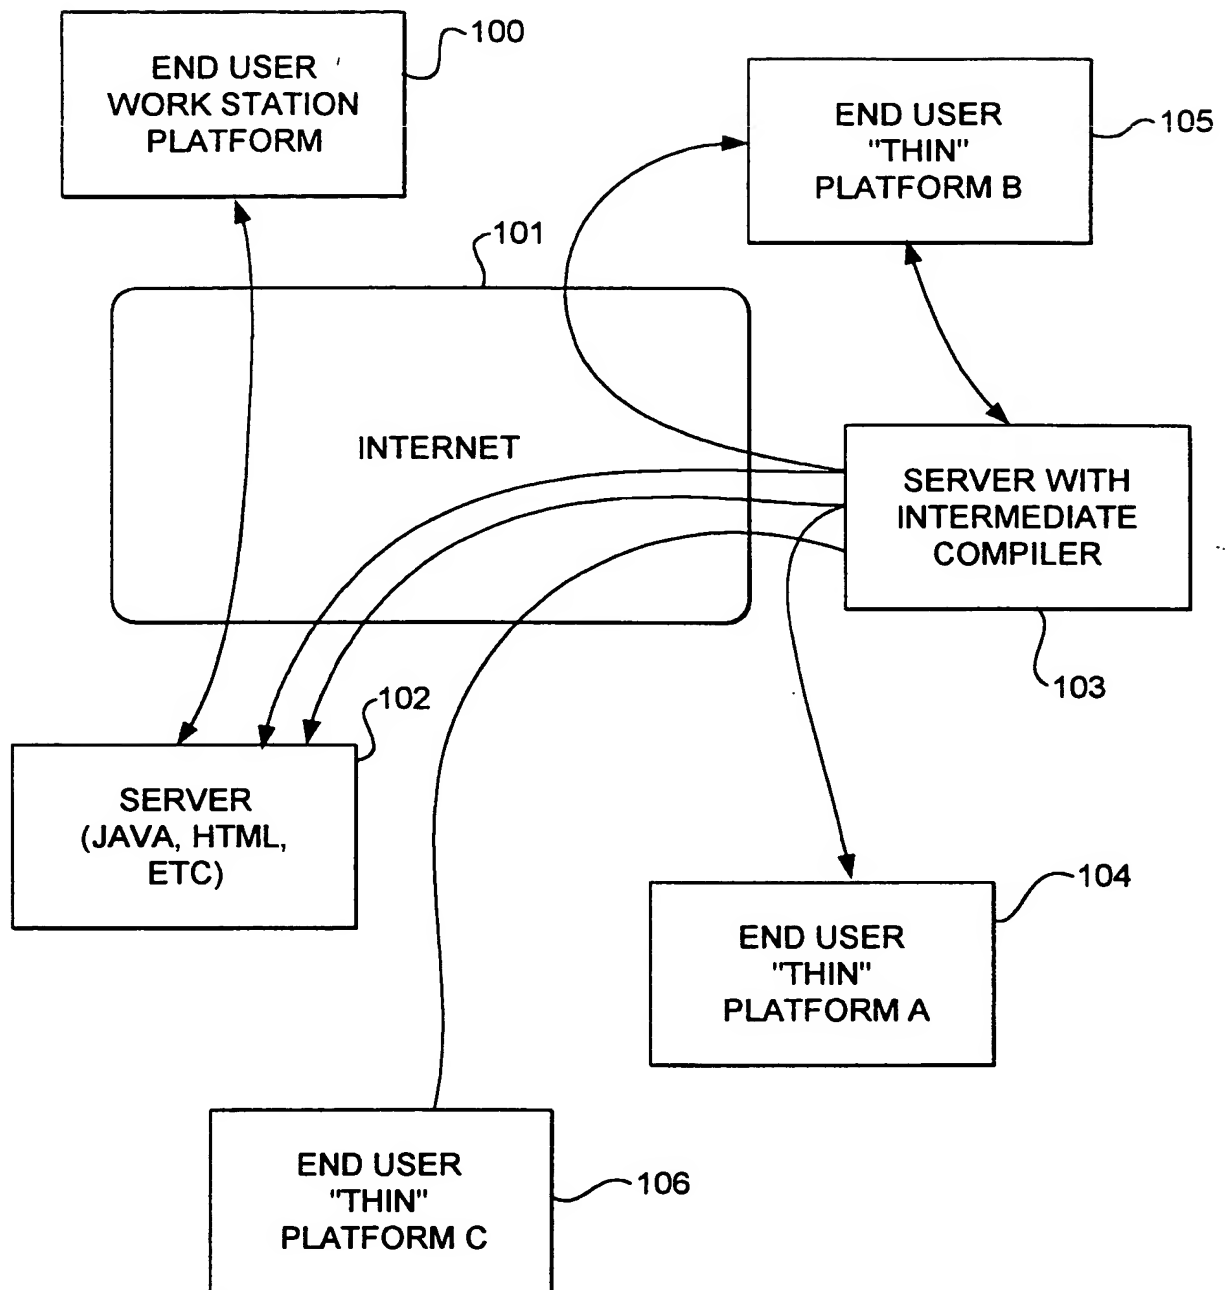 100
END USER
WORK STATION
PLATFORM
105
END USER
"THIN"
PLATFORM B
101
INTERNET
SERVER WITH
INTERMEDIATE
COMPILER
103
102
SERVER
(JAVA, HTML,
ETC)
104
END USER
"THIN"
PLATFORM A
END USER
"THIN"
PLATFORM C
106